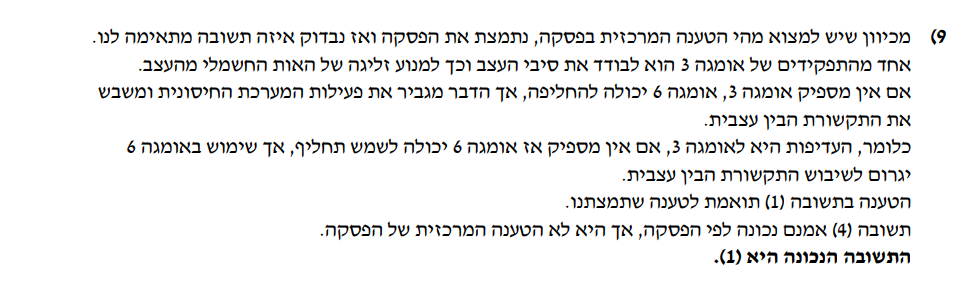 9) מכיוון שיש למצוא מהי הטענה המרכזית בפסקה, נתמצת את הפסקה ואז נבדוק איזה תשובה מתאימה לנו.
אחד מהתפקידים של אומגה 3 הוא לבודד את סיבי העצב וכך למנוע זליגה של האות החשמלי מהעצב.
אם אין מספיק אומגה 3, אומגה 6 יכולה להחליפה, אך הדבר מגביר את פעילות המערכת החיסונית ומשבש
את התקשורת הבין עצבית.
כלומר, העדיפות היא לאומגה 3, אם אין מספיק אז אומגה 6 יכולה לשמש תחליף, אך שימוש באומגה 6
יגרום לשיבוש התקשורת הבין עצבית.
הטענה בתשובה (1) תואמת לטענה שתמצתנו.
תשובה (4) אמנם נכונה לפי הפסקה, אך היא לא הטענה המרכזית של הפסקה.
התשובה הנכונה היא (1).